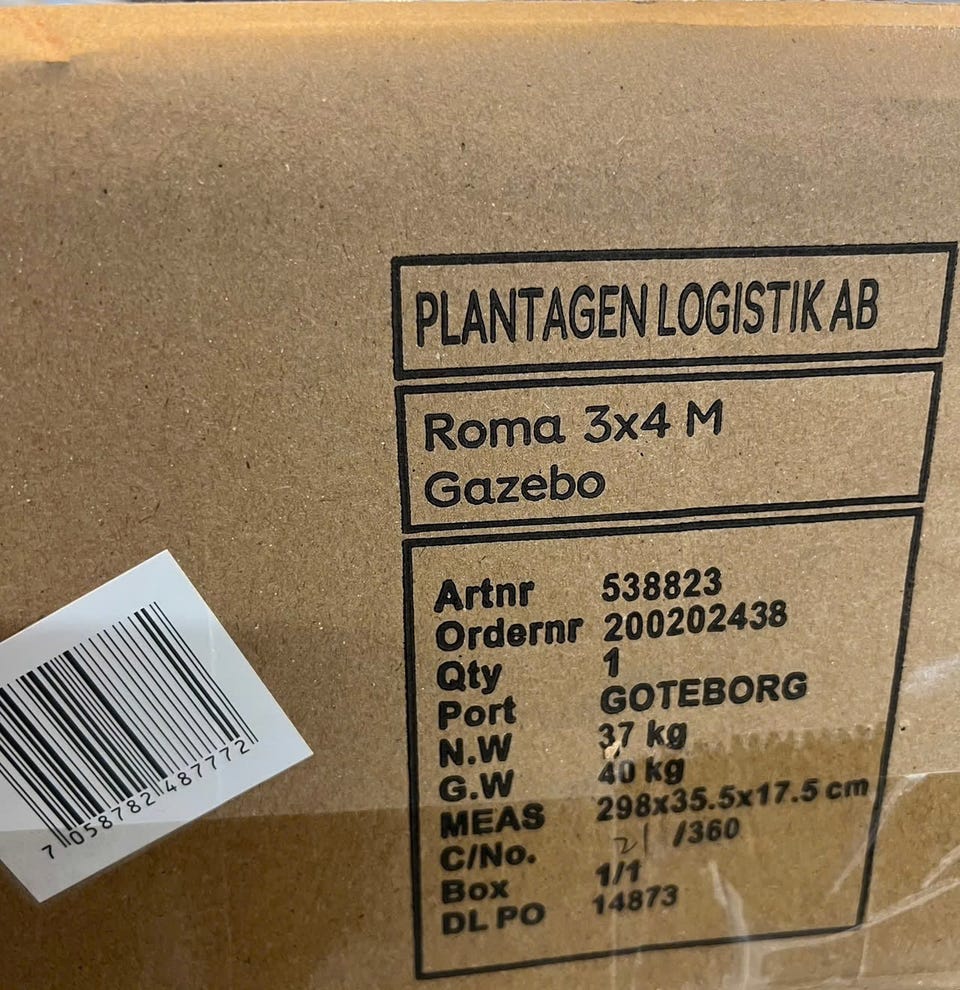 PLANTAGEN LOGISTIK AB
Roma 3x4 M
Gazebo
Artnr 538823
Ordernr 200202438
Qty 1
Port GOTEBORG
N.W 37 kg
G.W 40 kg
MEAS 298x35.5x17.5 cm
C/No. 21 /360
Box 1/1
DL PO 14873
7 058782 487772